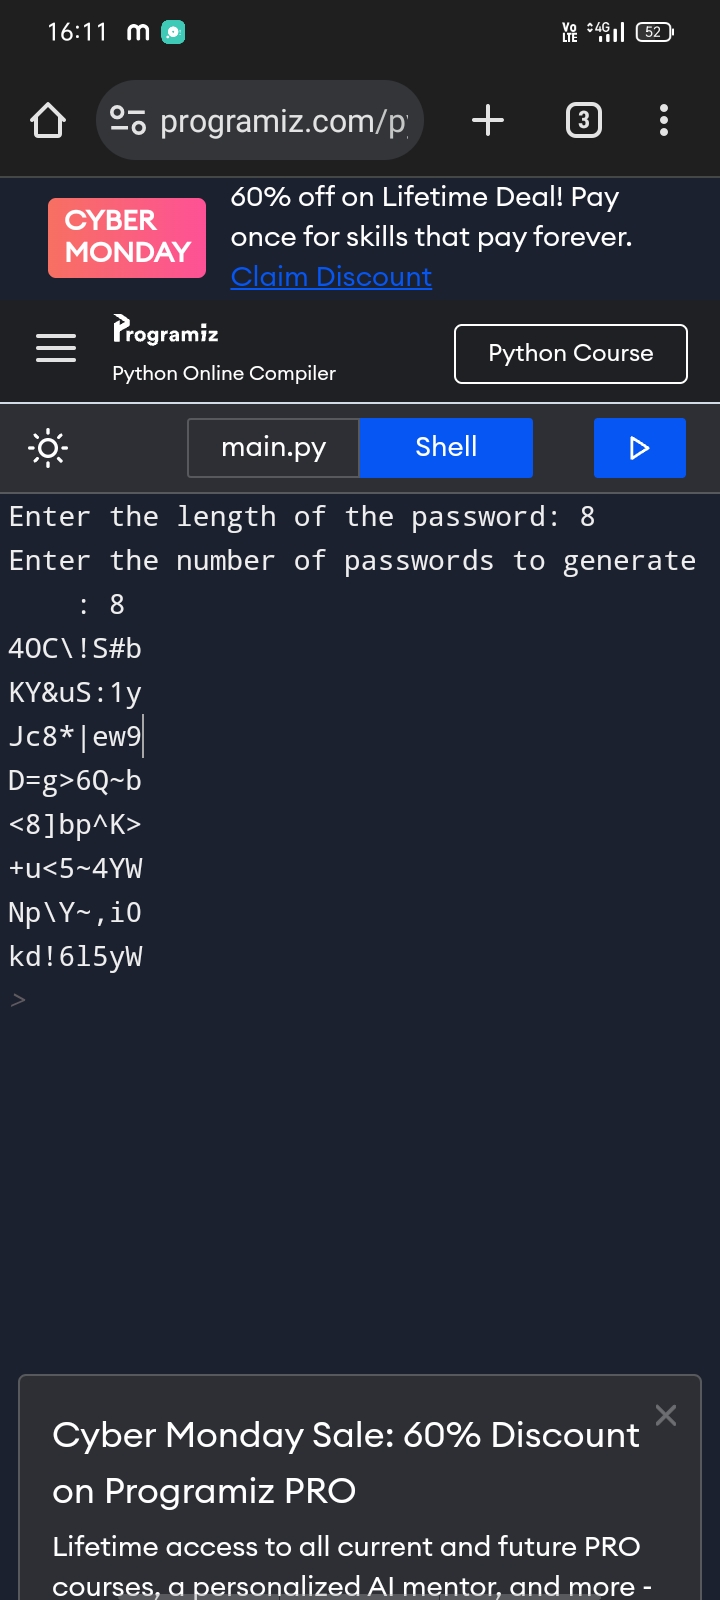 16:11 m Vo LTE 4G 52
programiz.com/py 3
CYBER MONDAY
60% off on Lifetime Deal! Pay
once for skills that pay forever.
Claim Discount
Programiz
Python Online Compiler
Python Course
main.py Shell
Enter the length of the password: 8
Enter the number of passwords to generate
: 8
4OC\!S#b
KY&uS:1y
Jc8*|ew9
D=g>6Q~b
<8]bp^K>
+u<5~4YW
Np\Y~,iO
kd!6l5yW
>
Cyber Monday Sale: 60% Discount
on Programiz PRO
Lifetime access to all current and future PRO
courses, a personalized AI mentor, and more -